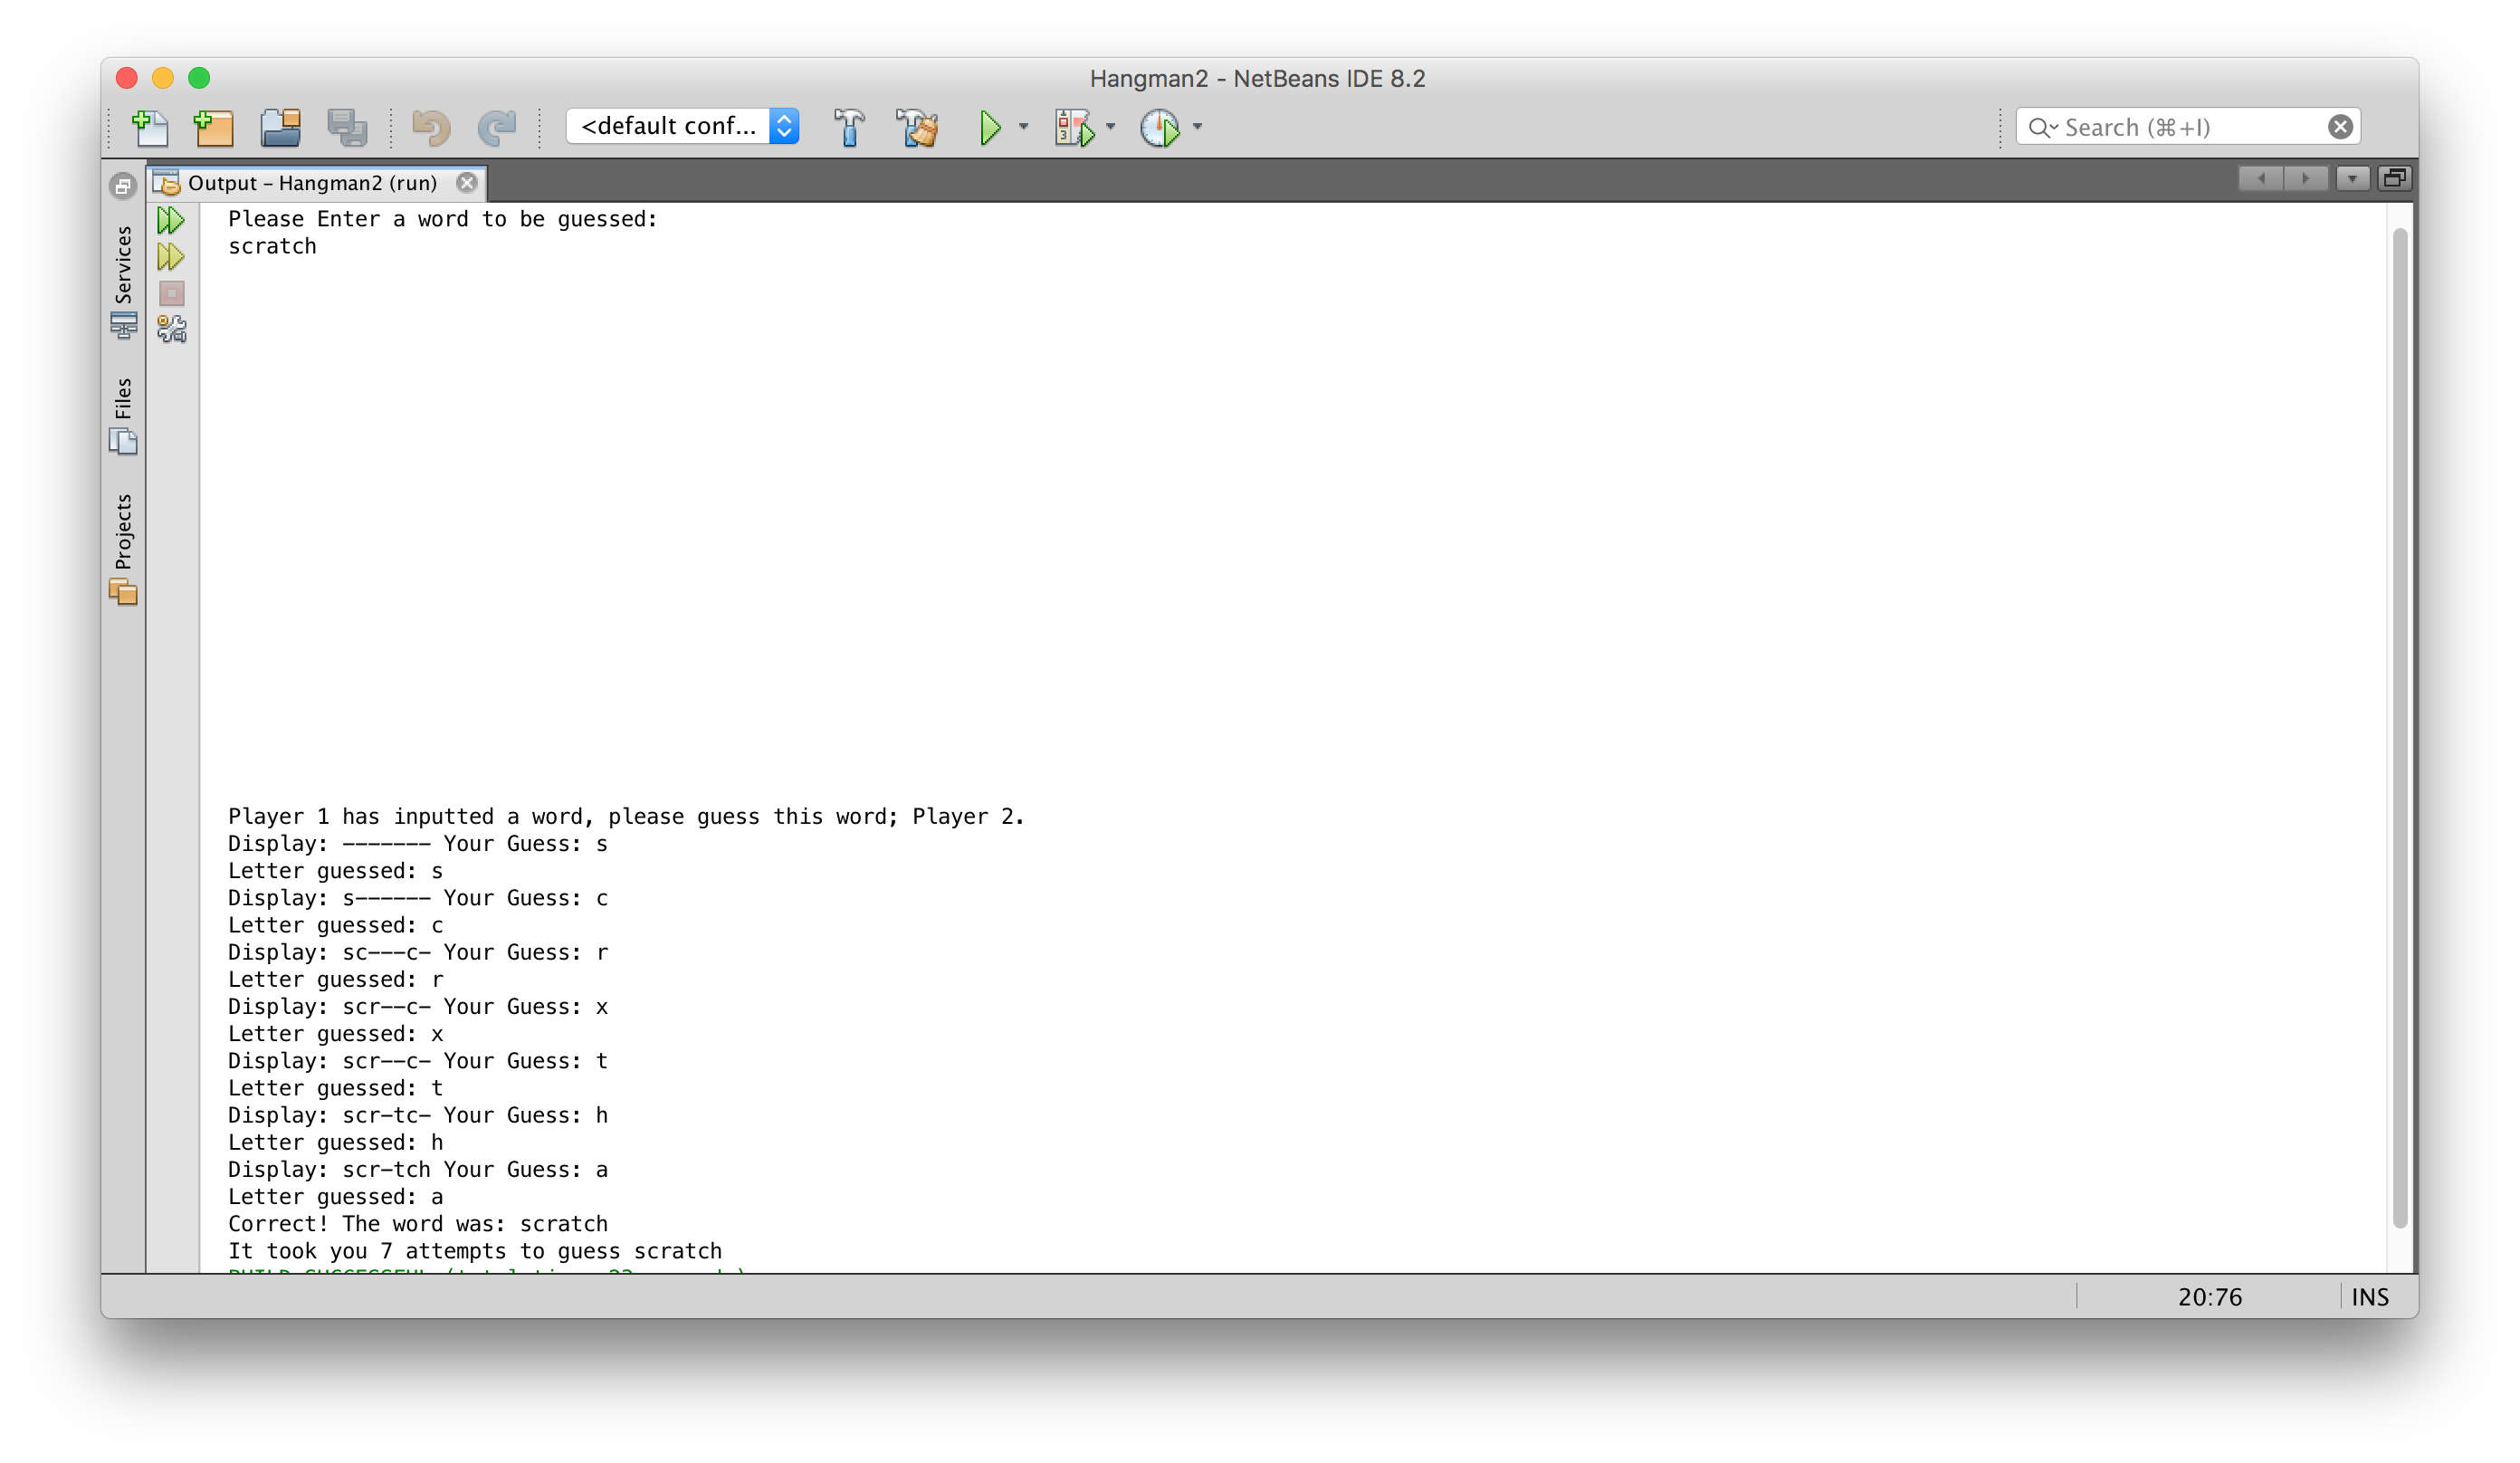 Hangman2 - NetBeans IDE 8.2
<default conf...
Search (⌘+I)
Output – Hangman2 (run)
Services
Files
Projects
Please Enter a word to be guessed:
scratch
Player 1 has inputted a word, please guess this word; Player 2.
Display: ------- Your Guess: s
Letter guessed: s
Display: s------ Your Guess: c
Letter guessed: c
Display: sc---c- Your Guess: r
Letter guessed: r
Display: scr--c- Your Guess: x
Letter guessed: x
Display: scr--c- Your Guess: t
Letter guessed: t
Display: scr-tc- Your Guess: h
Letter guessed: h
Display: scr-tch Your Guess: a
Letter guessed: a
Correct! The word was: scratch
It took you 7 attempts to guess scratch
20:76
INS